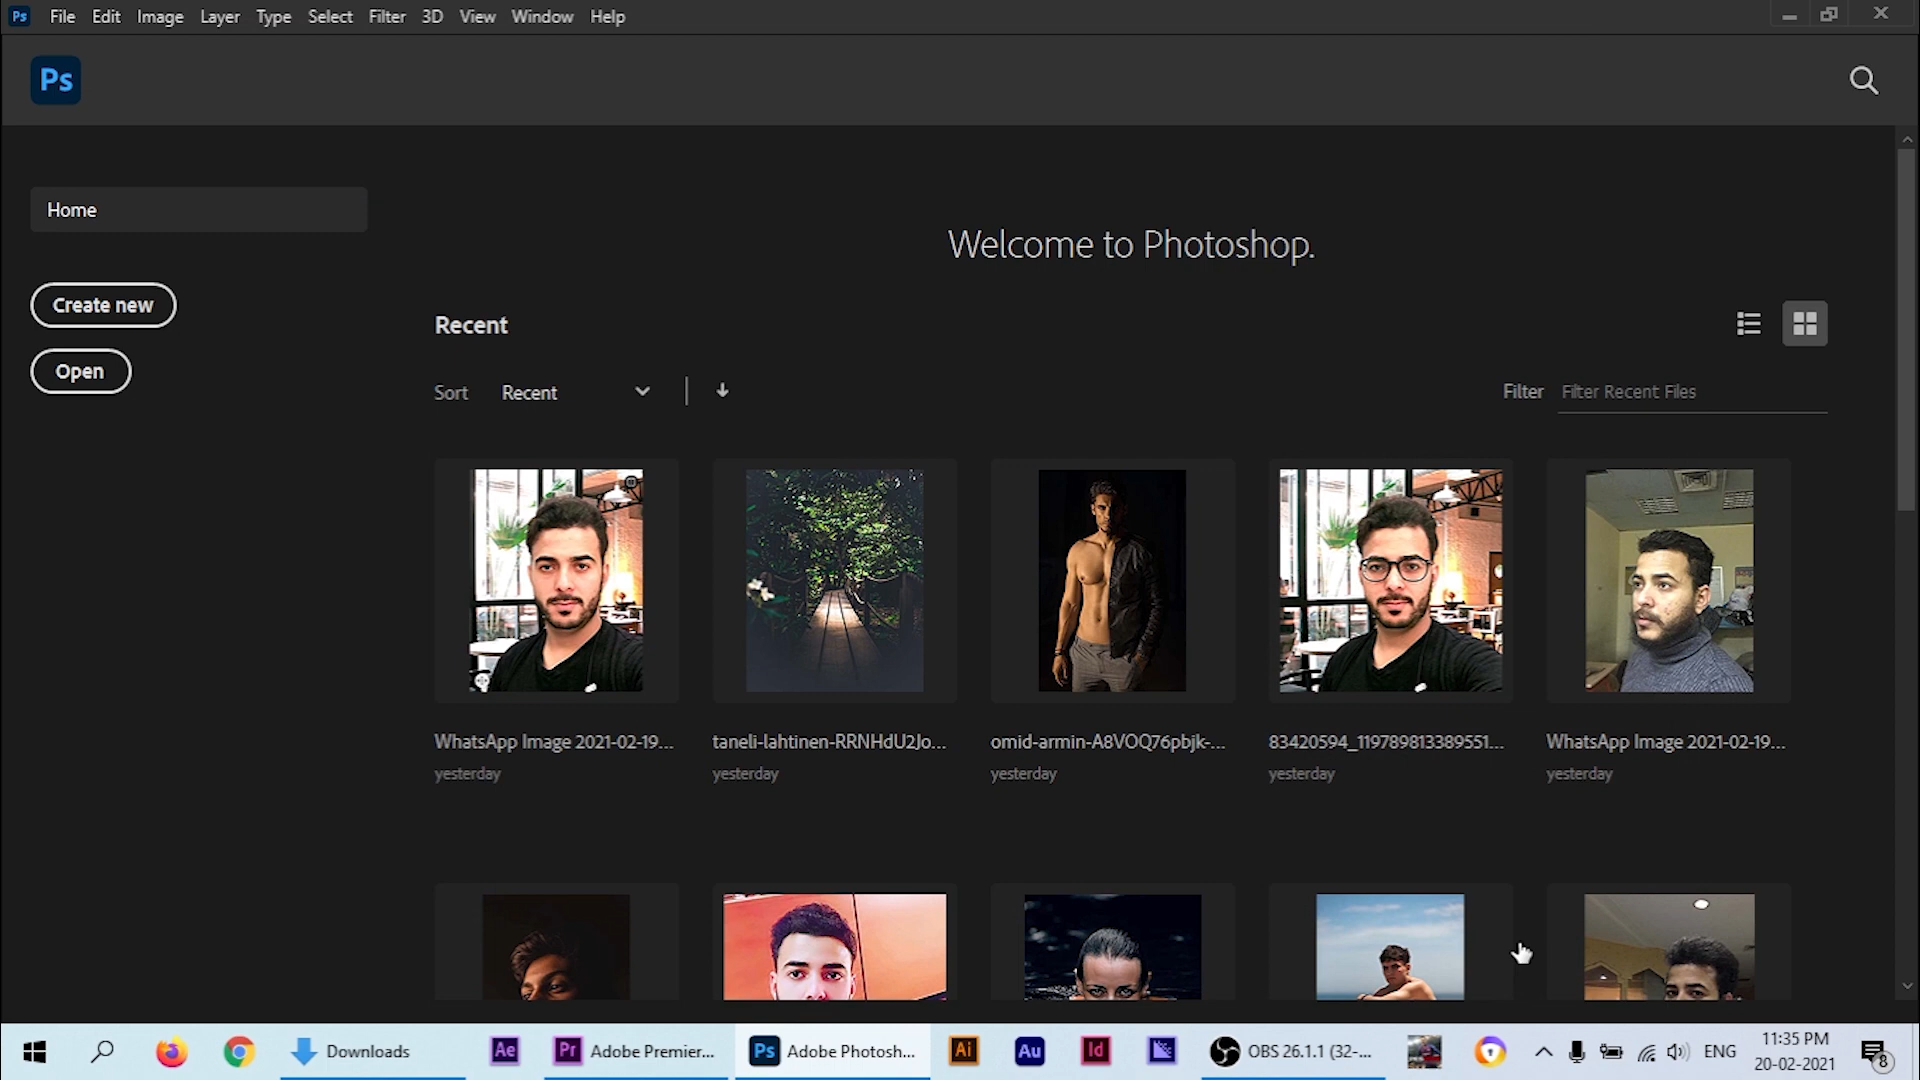 Ps File Edit Image Layer Type Select Filter 3D View Window Help
Ps
Home
Welcome to Photoshop.
Create new
Recent
Open
Sort Recent Filter Filter Recent Files
WhatsApp Image 2021-02-19... taneli-lahtinen-RRNHdU2Jo... omid-armin-A8VOQ76pbjk-... 83420594_119789813389551... WhatsApp Image 2021-02-19...
yesterday yesterday yesterday yesterday yesterday
Downloads Ae Pr Adobe Premier... Ps Adobe Photosh... Ai Au Id OBS 26.1.1 (32-... ENG 11:35 PM
20-02-2021 8